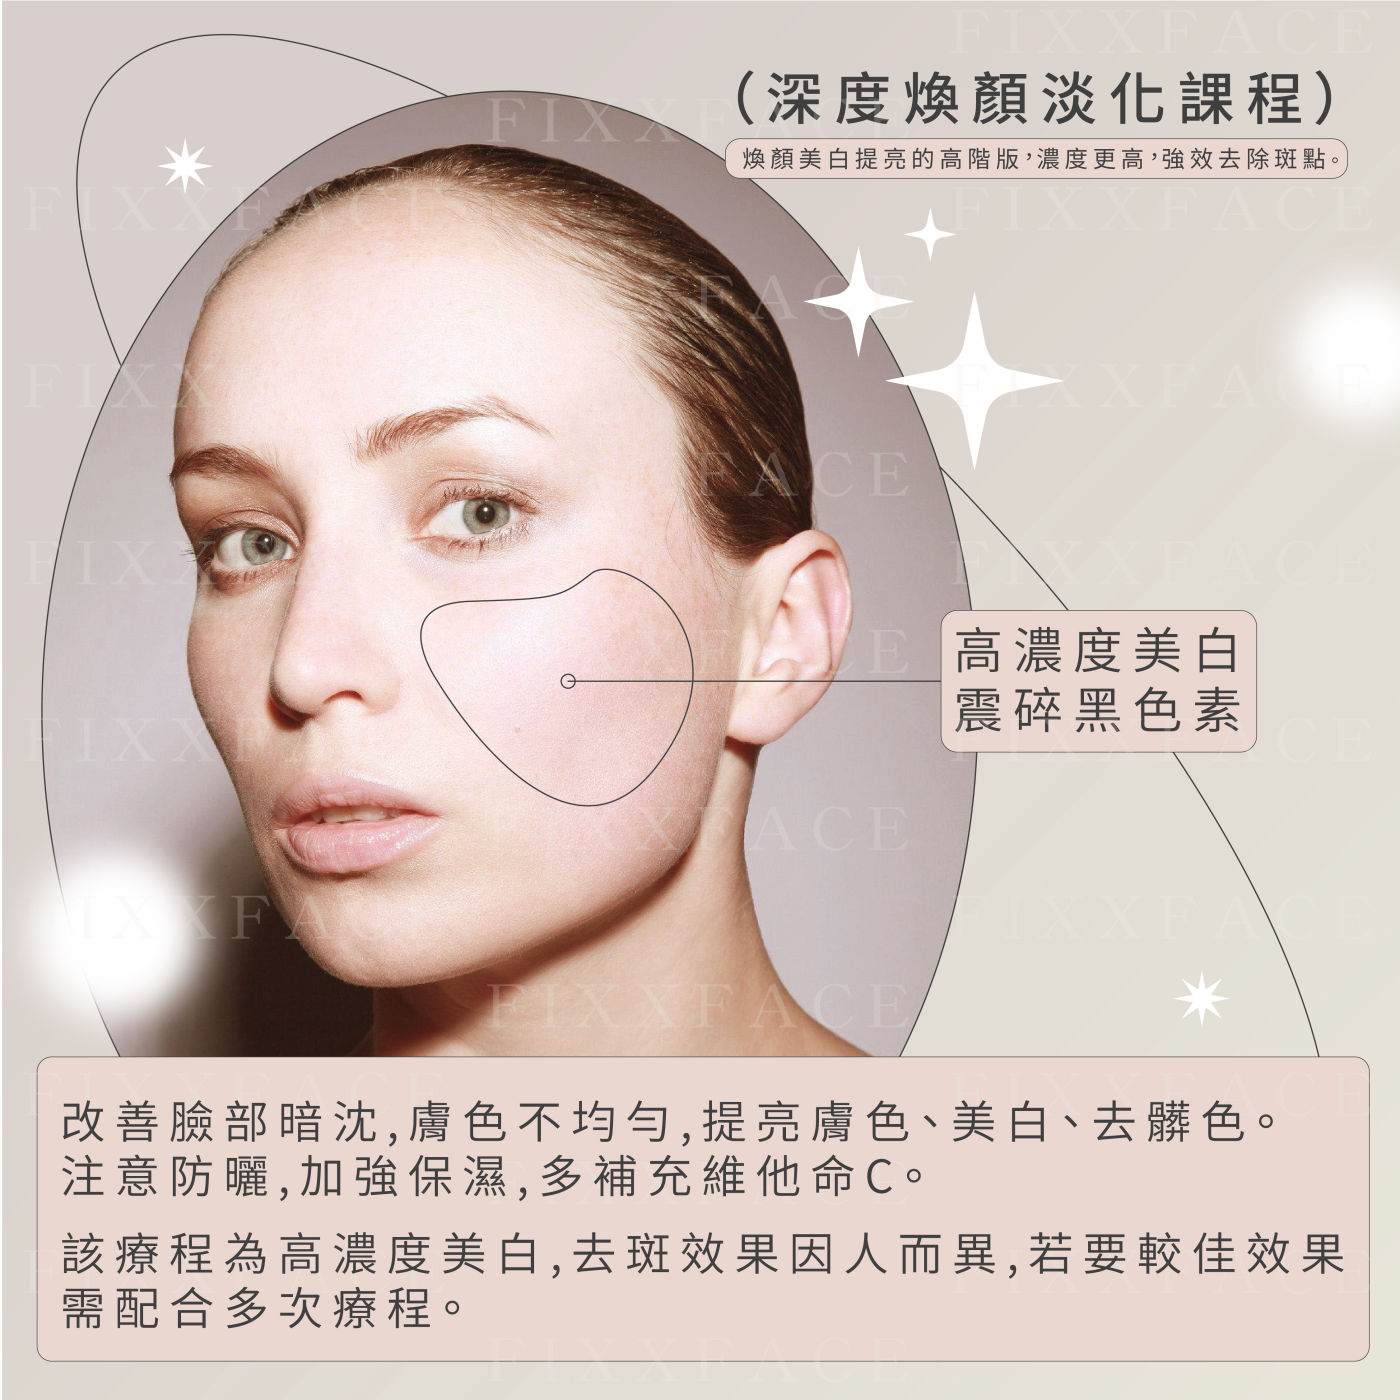 （深度煥顏淡化課程）
煥顏美白提亮的高階版，濃度更高，強效去除斑點。
高濃度美白
震碎黑色素
改善臉部暗沈,膚色不均勻,提亮膚色、美白、去髒色。
注意防曬,加強保濕,多補充維他命C。
該療程為高濃度美白,去斑效果因人而異,若要較佳效果
需配合多次療程。
FIXXFACE